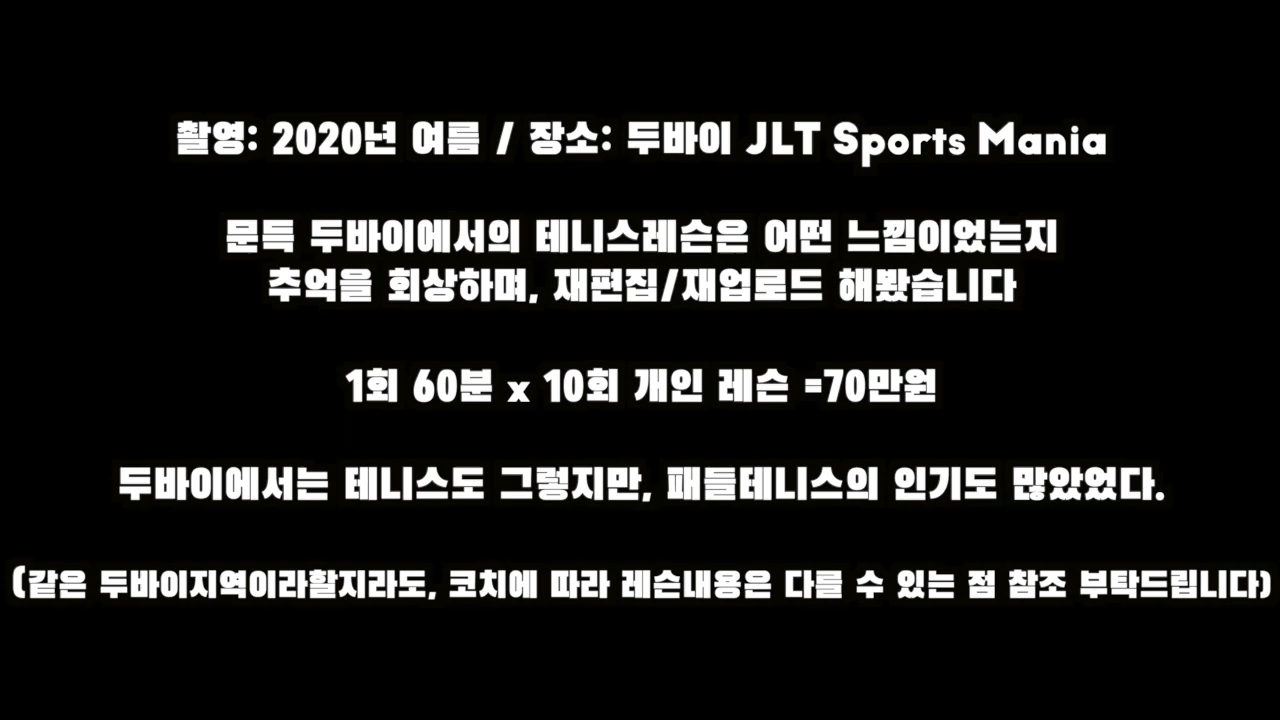 촬영: 2020년 여름 / 장소: 두바이 JLT Sports Mania
문득 두바이에서의 테니스레슨은 어떤 느낌이었는지
추억을 회상하며, 재편집/재업로드 해봤습니다
1회 60분 x 10회 개인 레슨 =70만원
두바이에서는 테니스도 그렇지만, 패들테니스의 인기도 많았었다.
(같은 두바이지역이라할지라도, 코치에 따라 레슨내용은 다를 수 있는 점 참조 부탁드립니다)